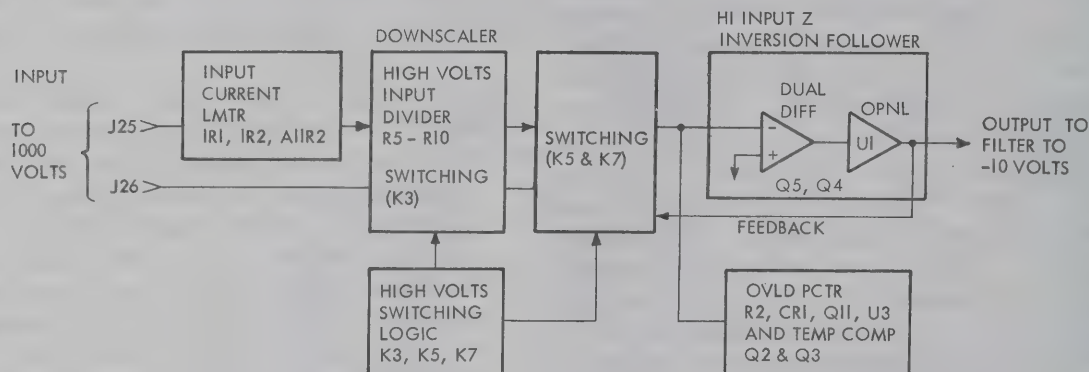 INPUT
TO
1000
VOLTS
J25
J26
INPUT
CURRENT
LMTR
IR1, IR2, A11R2
DOWNSCALER
HIGH VOLTS
INPUT
DIVIDER
R5 – R10
SWITCHING
(K3)
HIGH VOLTS
SWITCHING
LOGIC
K3, K5, K7
SWITCHING
(K5 & K7)
HI INPUT Z
INVERSION FOLLOWER
DUAL
DIFF
–
+
Q5, Q4
OPNL
U1
FEEDBACK
OVLD PCTR
R2, CR1, Q11, U3
AND TEMP COMP
Q2 & Q3
OUTPUT TO
FILTER TO
-10 VOLTS